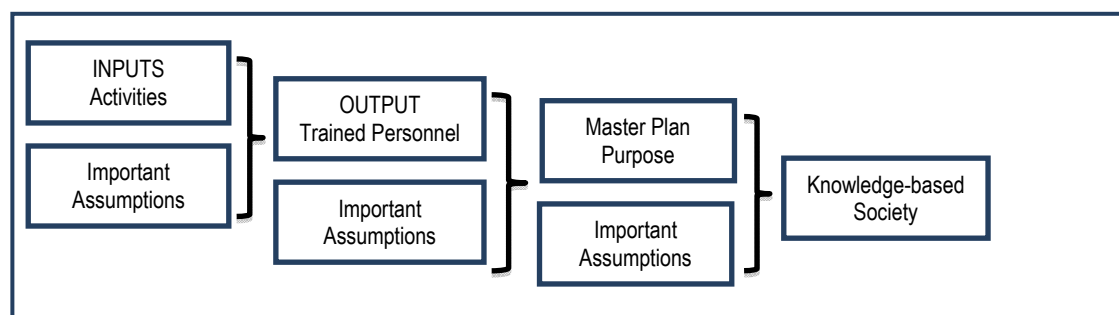 INPUTS
Activities
Important
Assumptions
OUTPUT
Trained Personnel
Important
Assumptions
Master Plan
Purpose
Important
Assumptions
Knowledge-based
Society